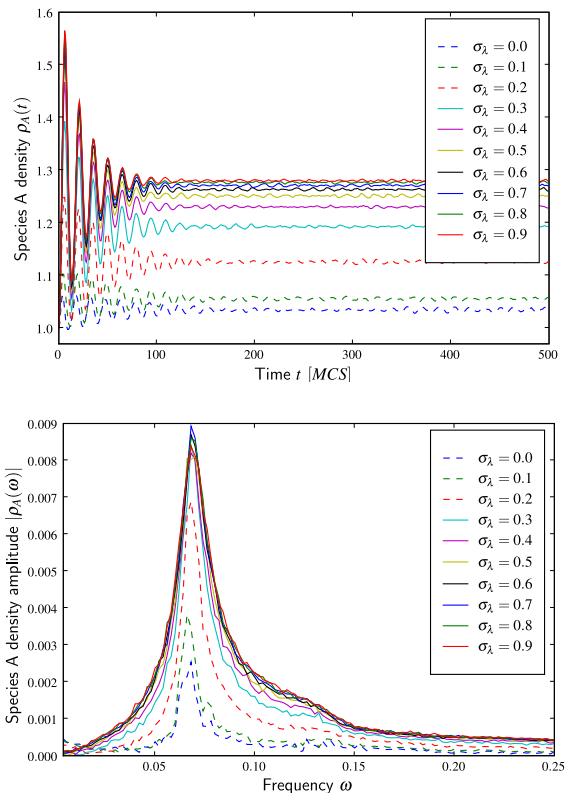 1.6
1.5
1.4
1.3
1.2
1.1
1.0
Species A density ρ_A(t)
0
100
200
300
400
500
Time t [MCS]
σ_λ = 0.0
σ_λ = 0.1
σ_λ = 0.2
σ_λ = 0.3
σ_λ = 0.4
σ_λ = 0.5
σ_λ = 0.6
σ_λ = 0.7
σ_λ = 0.8
σ_λ = 0.9
0.009
0.008
0.007
0.006
0.005
0.004
0.003
0.002
0.001
0.000
Species A density amplitude |ρ_A(ω)|
0.05
0.10
0.15
0.20
0.25
Frequency ω
σ_λ = 0.0
σ_λ = 0.1
σ_λ = 0.2
σ_λ = 0.3
σ_λ = 0.4
σ_λ = 0.5
σ_λ = 0.6
σ_λ = 0.7
σ_λ = 0.8
σ_λ = 0.9